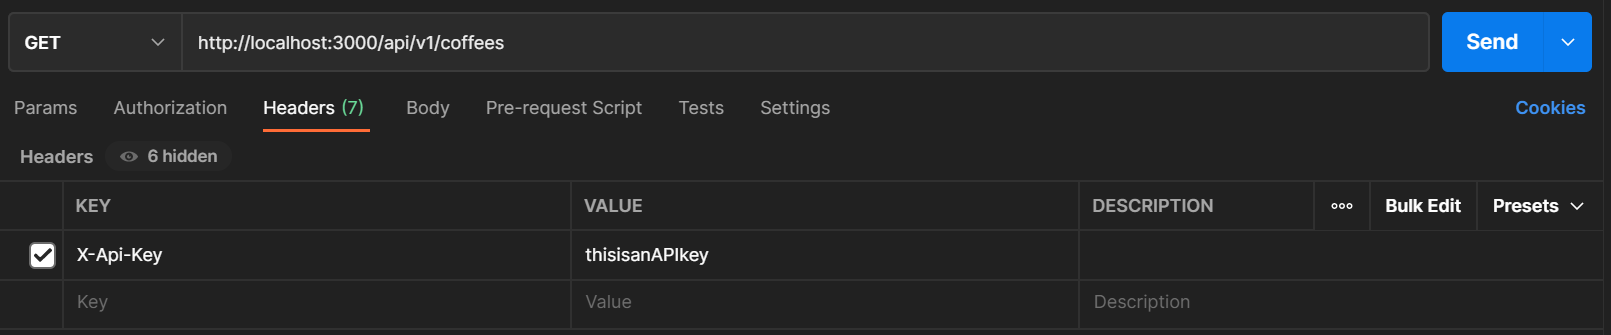 GET http://localhost:3000/api/v1/coffees Send
Params Authorization Headers (7) Body Pre-request Script Tests Settings Cookies
Headers 6 hidden
KEY VALUE DESCRIPTION ooo Bulk Edit Presets
X-Api-Key thisisanAPIkey
Key Value Description